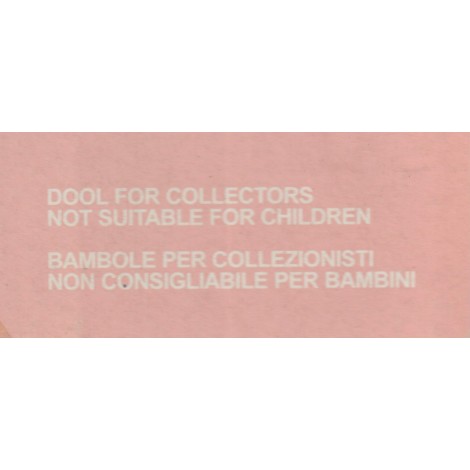 DOOL FOR COLLECTORS
NOT SUITABLE FOR CHILDREN
BAMBOLE PER COLLEZIONISTI
NON CONSIGLIABILE PER BAMBINI